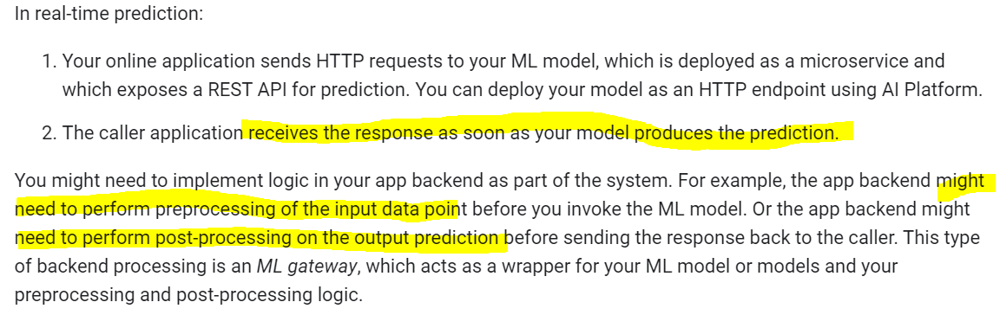 In real-time prediction:
1. Your online application sends HTTP requests to your ML model, which is deployed as a microservice and
which exposes a REST API for prediction. You can deploy your model as an HTTP endpoint using AI Platform.
2. The caller application receives the response as soon as your model produces the prediction.
You might need to implement logic in your app backend as part of the system. For example, the app backend might
need to perform preprocessing of the input data point before you invoke the ML model. Or the app backend might
need to perform post-processing on the output prediction before sending the response back to the caller. This type
of backend processing is an ML gateway, which acts as a wrapper for your ML model or models and your
preprocessing and post-processing logic.